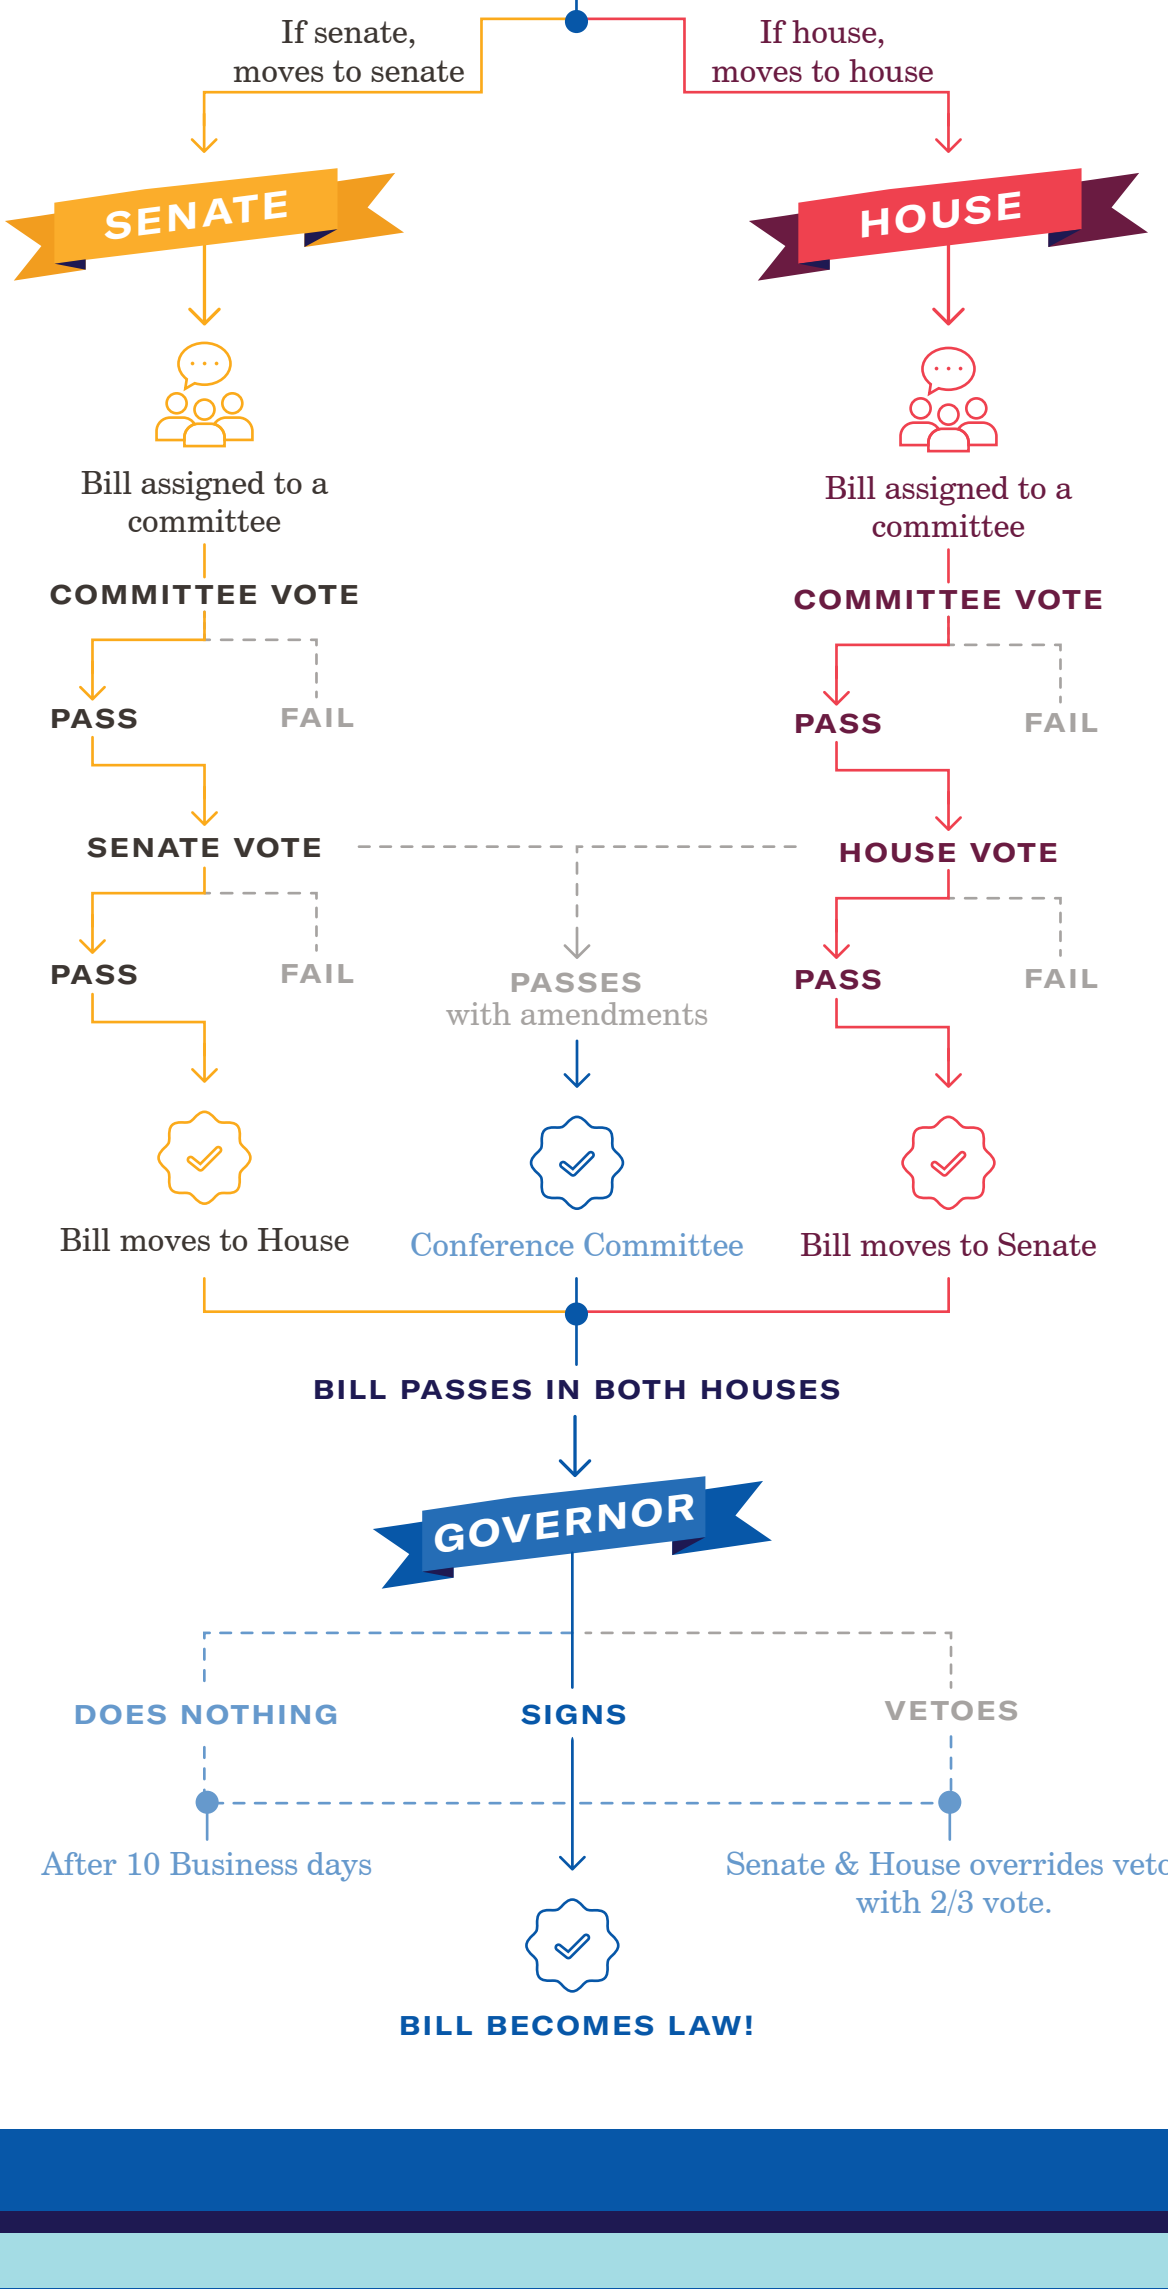 If senate,
moves to senate
If house,
moves to house
SENATE
HOUSE
Bill assigned to a
committee
Bill assigned to a
committee
COMMITTEE VOTE
COMMITTEE VOTE
PASS
FAIL
PASS
FAIL
SENATE VOTE
HOUSE VOTE
PASS
FAIL
PASSES
with amendments
PASS
FAIL
Bill moves to House
Conference Committee
Bill moves to Senate
BILL PASSES IN BOTH HOUSES
GOVERNOR
DOES NOTHING
SIGNS
VETOES
After 10 Business days
Senate & House overrides veto
with 2/3 vote.
BILL BECOMES LAW!